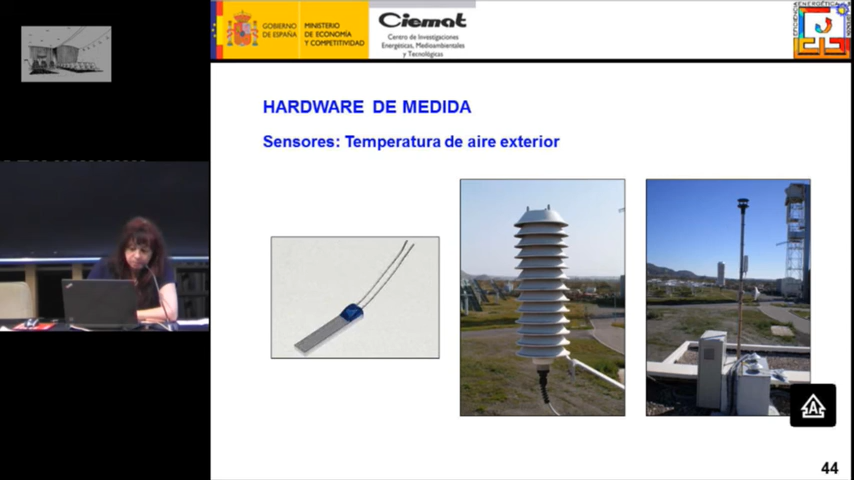 GOBIERNO
DE ESPAÑA
MINISTERIO
DE ECONOMÍA
Y COMPETITIVIDAD
Ciemat
Centro de Investigaciones
Energéticas, Medioambientales
y Tecnológicas
HARDWARE DE MEDIDA
Sensores: Temperatura de aire exterior
44